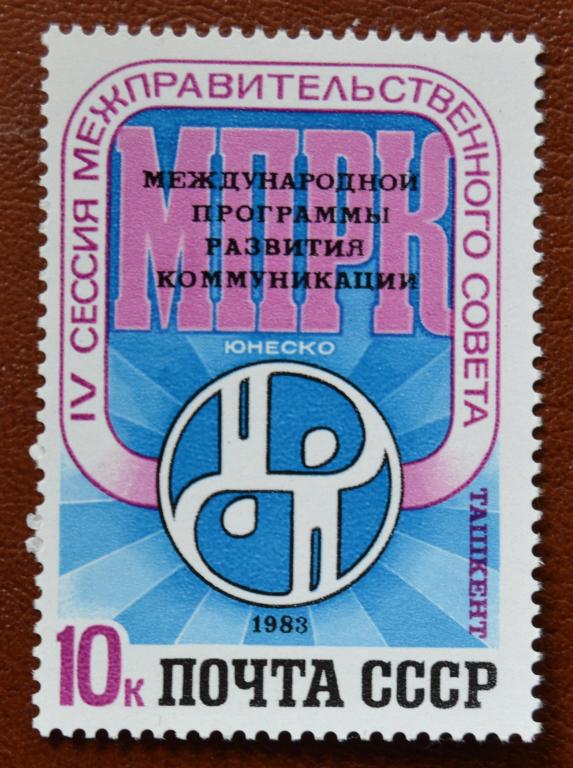 IV СЕССИЯ МЕЖПРАВИТЕЛЬСТВЕННОГО СОВЕТА
МПРК
МЕЖДУНАРОДНОЙ
ПРОГРАММЫ
РАЗВИТИЯ
КОММУНИКАЦИИ
ЮНЕСКО
ТАШКЕНТ
1983
10к ПОЧТА СССР